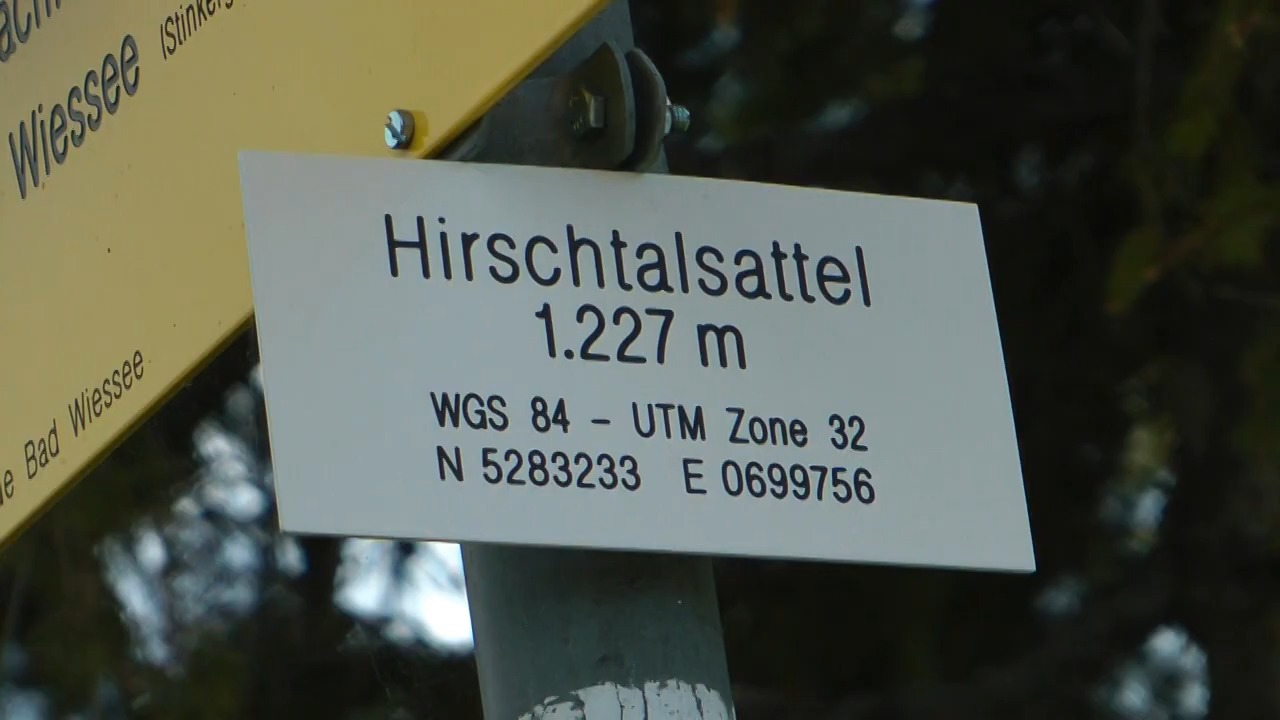 Wiessee
Bad Wiessee
Hirschtalsattel
1.227 m
WGS 84 - UTM Zone 32
N 5283233 E 0699756